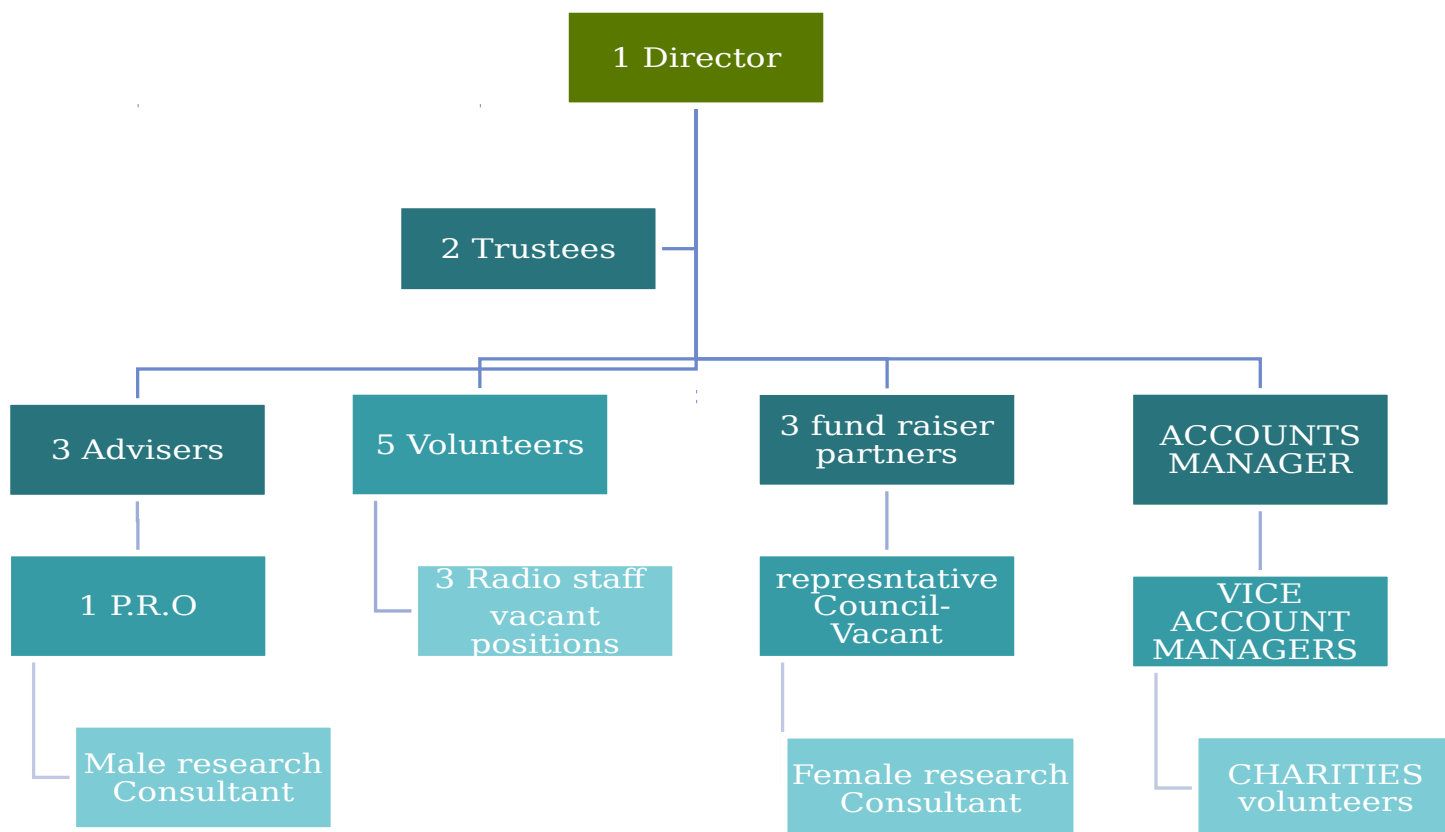 1 Director
2 Trustees
3 Advisers
5 Volunteers
3 fund raiser
partners
ACCOUNTS
MANAGER
1 P.R.O
3 Radio staff
vacant
positions
represntative
Council-
Vacant
VICE
ACCOUNT
MANAGERS
Male research
Consultant
Female research
Consultant
CHARITIES
volunteers